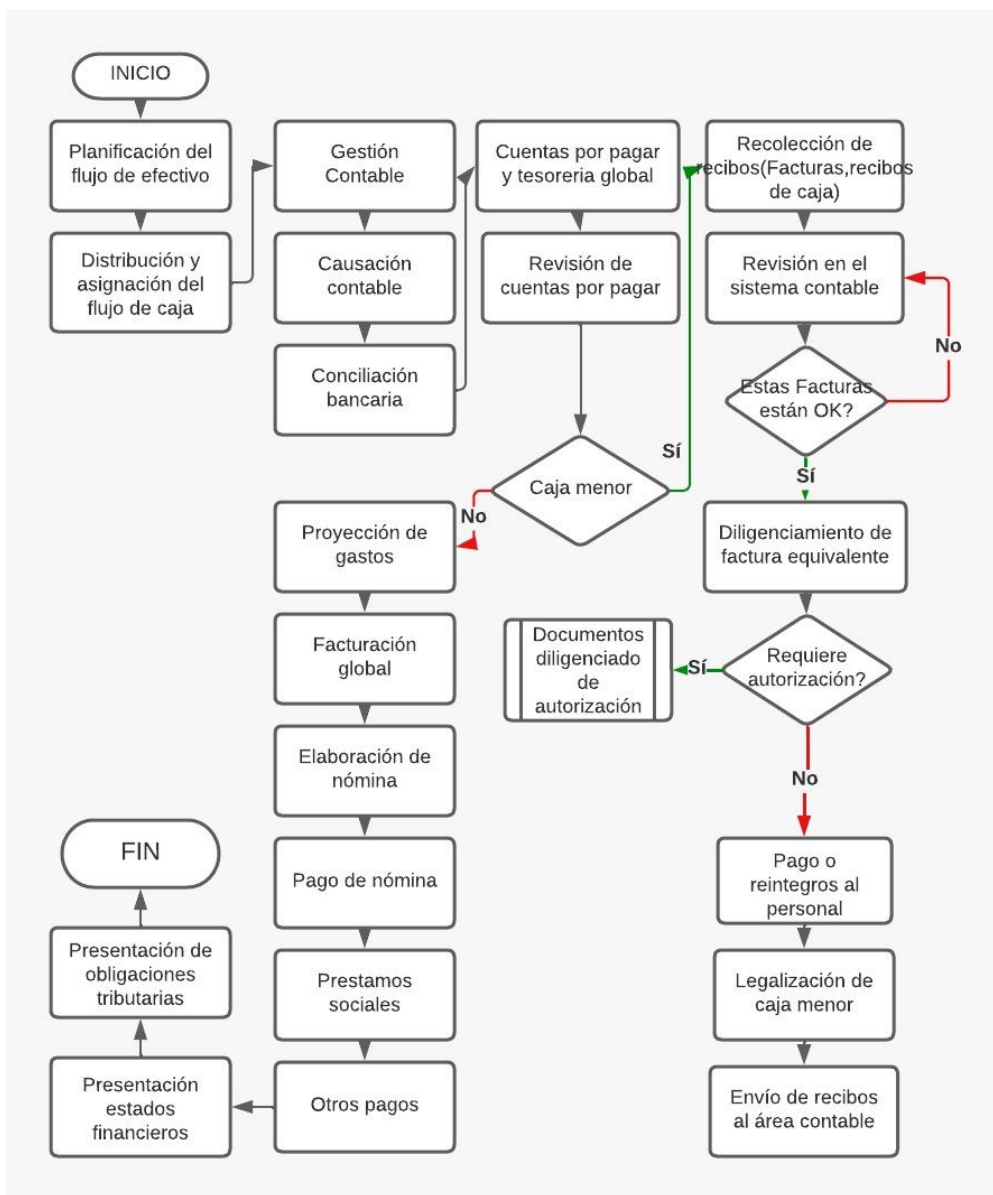 INICIO
Planificación del
flujo de efectivo
Distribución y
asignación del
flujo de caja
Gestión
Contable
Causación
contable
Conciliación
bancaria
Cuentas por pagar
y tesoreria global
Revisión de
cuentas por pagar
Caja menor
Sí
No
Recolección de
recibos(Facturas,recibos
de caja)
Revisión en el
sistema contable
No
Estas Facturas
están OK?
Sí
Diligenciamiento de
factura equivalente
Requiere
autorización?
Sí
Documentos
diligenciado
de
autorización
No
Pago o
reintegros al
personal
Legalización de
caja menor
Envío de recibos
al área contable
Proyección de
gastos
Facturación
global
Elaboración de
nómina
Pago de nómina
Prestamos
sociales
Otros pagos
Presentación
estados
financieros
Presentación de
obligaciones
tributarias
FIN